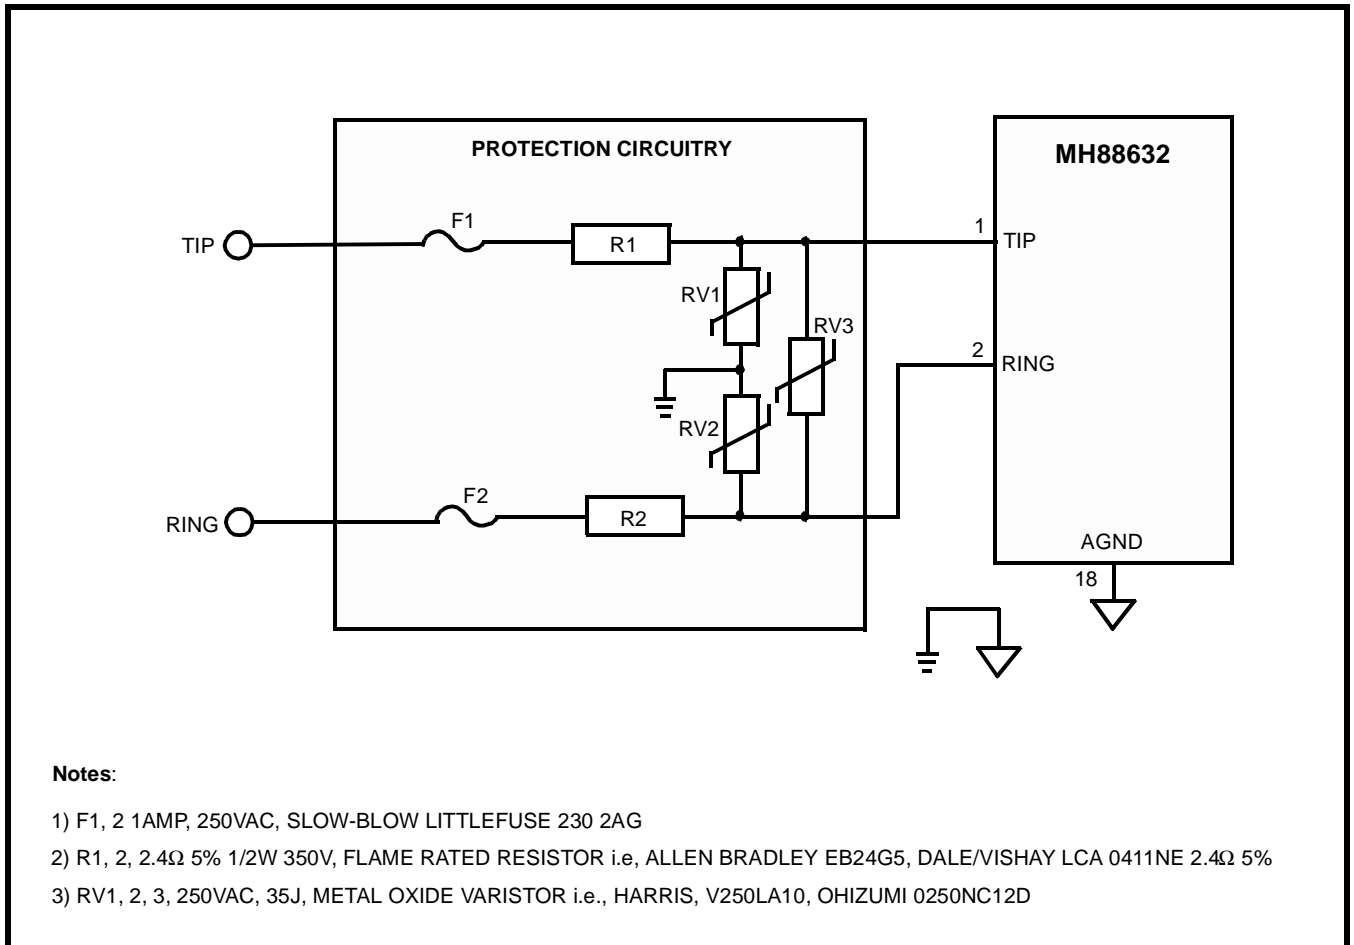 PROTECTION CIRCUITRY
MH88632
F1
TIP
R1
1
TIP
RV1
RV3
2
RING
RV2
F2
RING
R2
AGND
18
Notes:
1) F1, 2 1AMP, 250VAC, SLOW-BLOW LITTLEFUSE 230 2AG
2) R1, 2, 2.4Ω 5% 1/2W 350V, FLAME RATED RESISTOR i.e, ALLEN BRADLEY EB24G5, DALE/VISHAY LCA 0411NE 2.4Ω 5%
3) RV1, 2, 3, 250VAC, 35J, METAL OXIDE VARISTOR i.e., HARRIS, V250LA10, OHIZUMI 0250NC12D